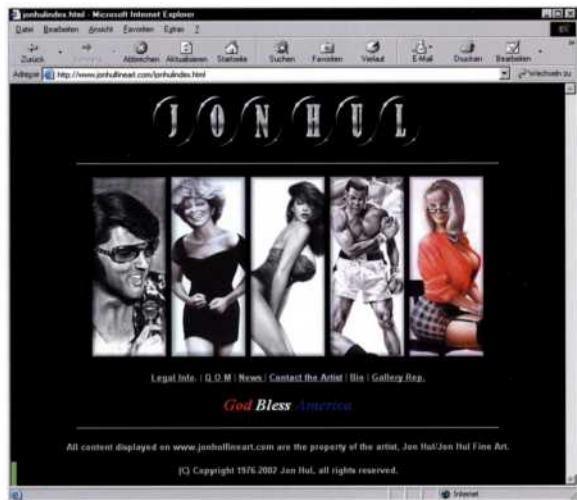 jonhulindex.html - Microsoft Internet Explorer
Datei Bearbeiten Ansicht Favoriten Extras ?
Zurück Abbrechen Aktualisieren Startseite Suchen Favoriten Verlauf E-Mail Drucken Bearbeiten
Adresse http://www.jonhulfineart.com/jonhulindex.html Wechseln zu
JON HUL
Legal Info. | Q O M | News | Contact the Artist | Bio | Gallery Rep.
God Bless America
All content displayed on www.jonhulfineart.com are the property of the artist, Jon Hul/Jon Hul Fine Art.
(C) Copyright 1976-2002 Jon Hul, all rights reserved.
Internet